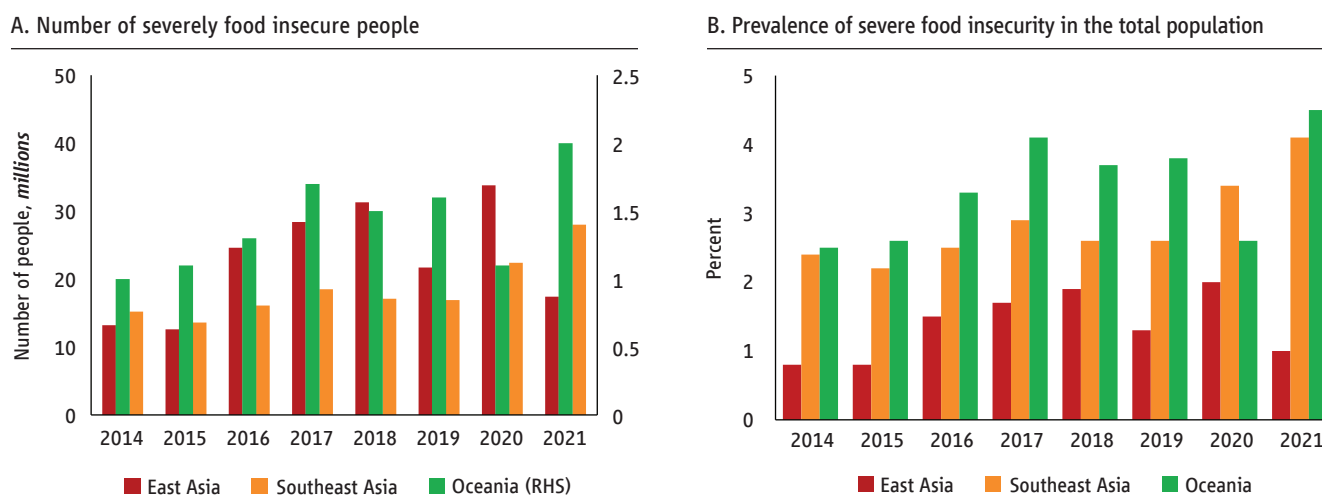 A. Number of severely food insecure people
50
40
30
20
10
0
Number of people, millions
2.5
2
1.5
1
0.5
0
2014 2015 2016 2017 2018 2019 2020 2021
East Asia Southeast Asia Oceania (RHS)
B. Prevalence of severe food insecurity in the total population
5
4
3
2
1
0
Percent
2014 2015 2016 2017 2018 2019 2020 2021
East Asia Southeast Asia Oceania